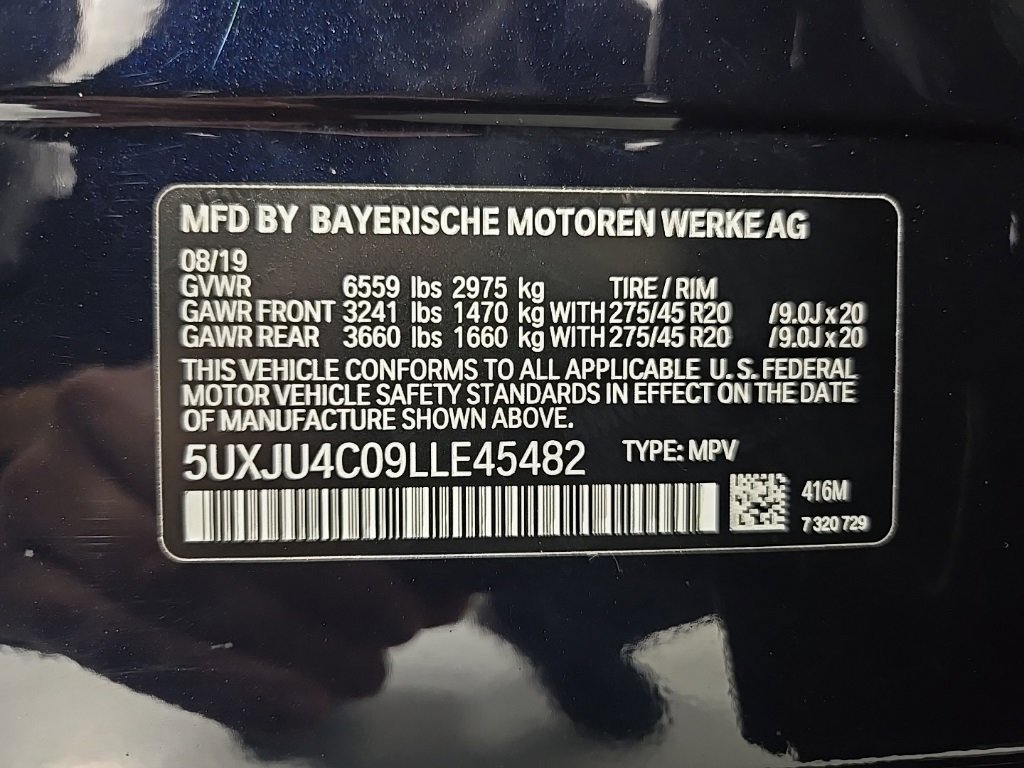 MFD BY BAYERISCHE MOTOREN WERKE AG
08/19
GVWR 6559 lbs 2975 kg TIRE / RIM
GAWR FRONT 3241 lbs 1470 kg WITH 275/45 R20 /9.0J x 20
GAWR REAR 3660 lbs 1660 kg WITH 275/45 R20 /9.0J x 20
THIS VEHICLE CONFORMS TO ALL APPLICABLE U. S. FEDERAL
MOTOR VEHICLE SAFETY STANDARDS IN EFFECT ON THE DATE
OF MANUFACTURE SHOWN ABOVE.
5UXJU4C09LLE45482 TYPE: MPV
416M
7 320 729